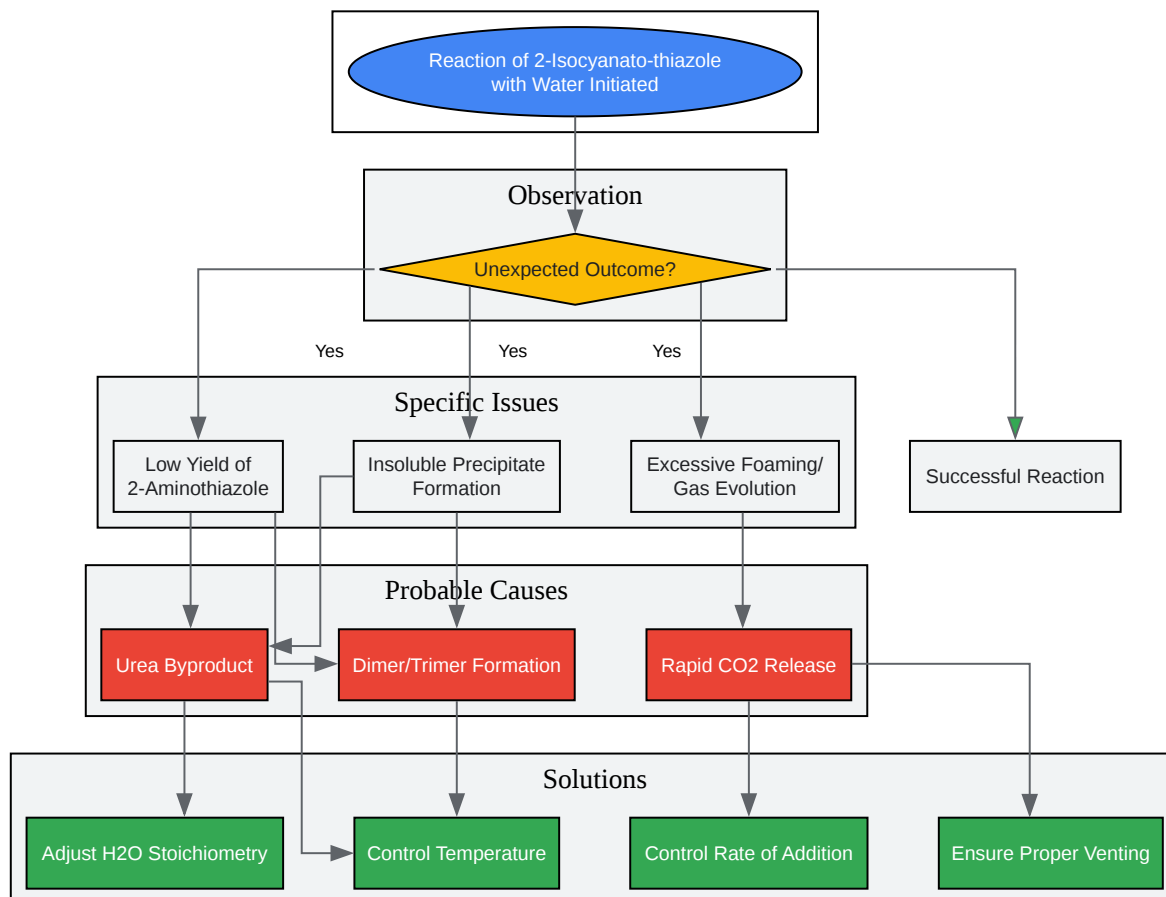 Reaction of 2-Isocyanato-thiazole
with Water Initiated
Observation
Unexpected Outcome?
Yes
Yes
Yes
Specific Issues
Low Yield of
2-Aminothiazole
Insoluble Precipitate
Formation
Excessive Foaming/
Gas Evolution
Successful Reaction
Probable Causes
Urea Byproduct
Dimer/Trimer Formation
Rapid CO2 Release
Solutions
Adjust H2O Stoichiometry
Control Temperature
Control Rate of Addition
Ensure Proper Venting